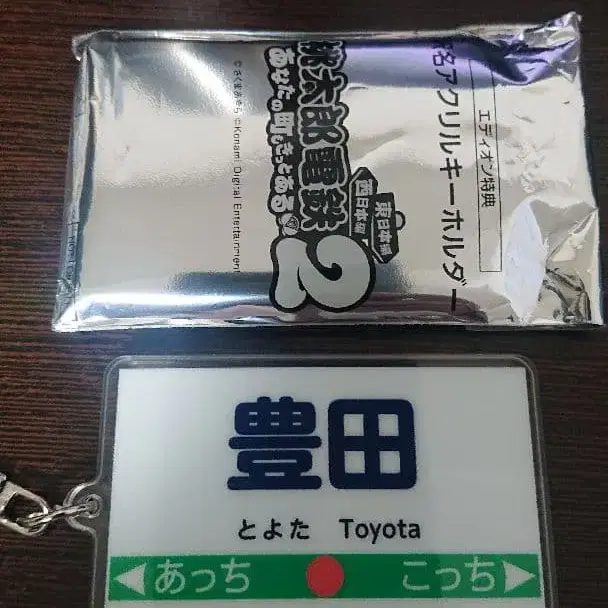 エディオン特典
駅名アクリルキーホルダー
桃太郎電鉄2
あなたの町もきっとある
東日本編
西日本編
©さくまあきら ©Konami Digital Entertainment
豊田
とよた Toyota
◀あっち こっち▶